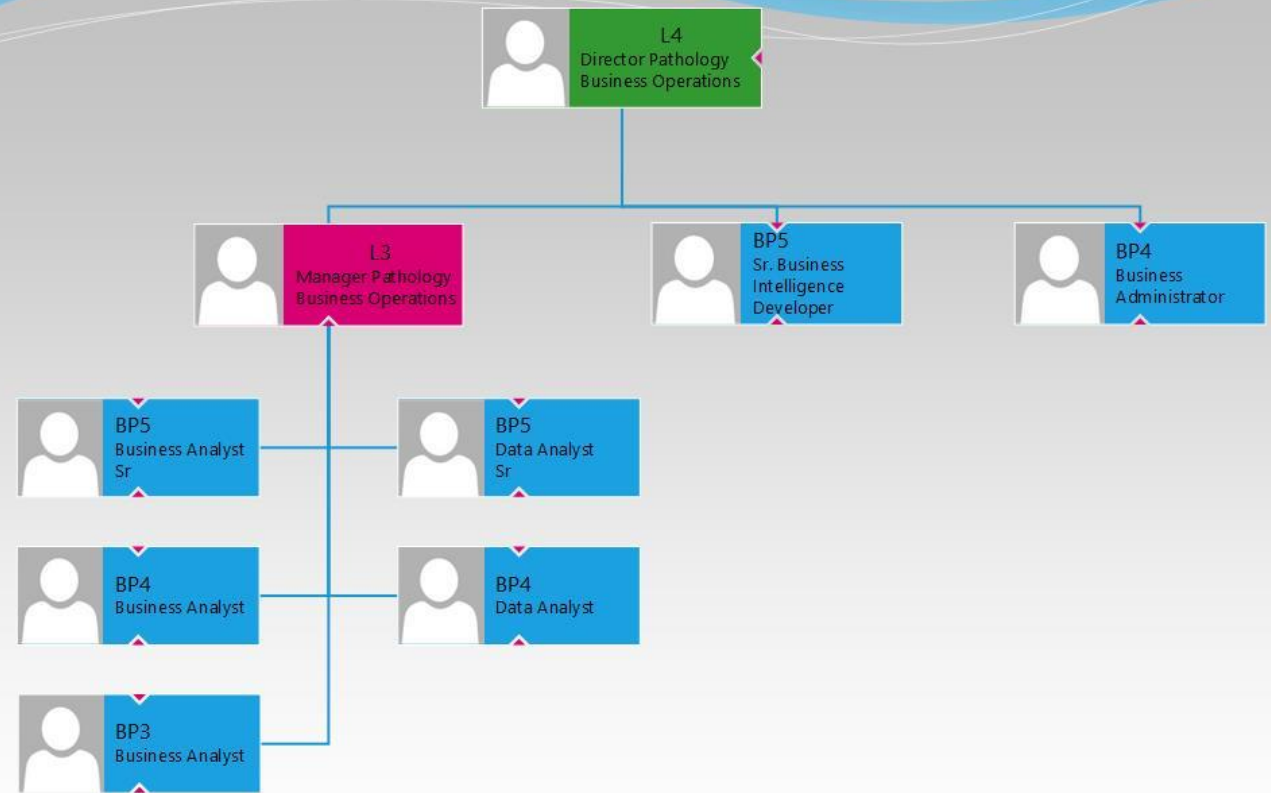 L4
Director Pathology
Business Operations
L3
Manager Pathology
Business Operations
BP5
Sr. Business
Intelligence
Developer
BP4
Business
Administrator
BP5
Business Analyst
Sr
BP5
Data Analyst
Sr
BP4
Business Analyst
BP4
Data Analyst
BP3
Business Analyst